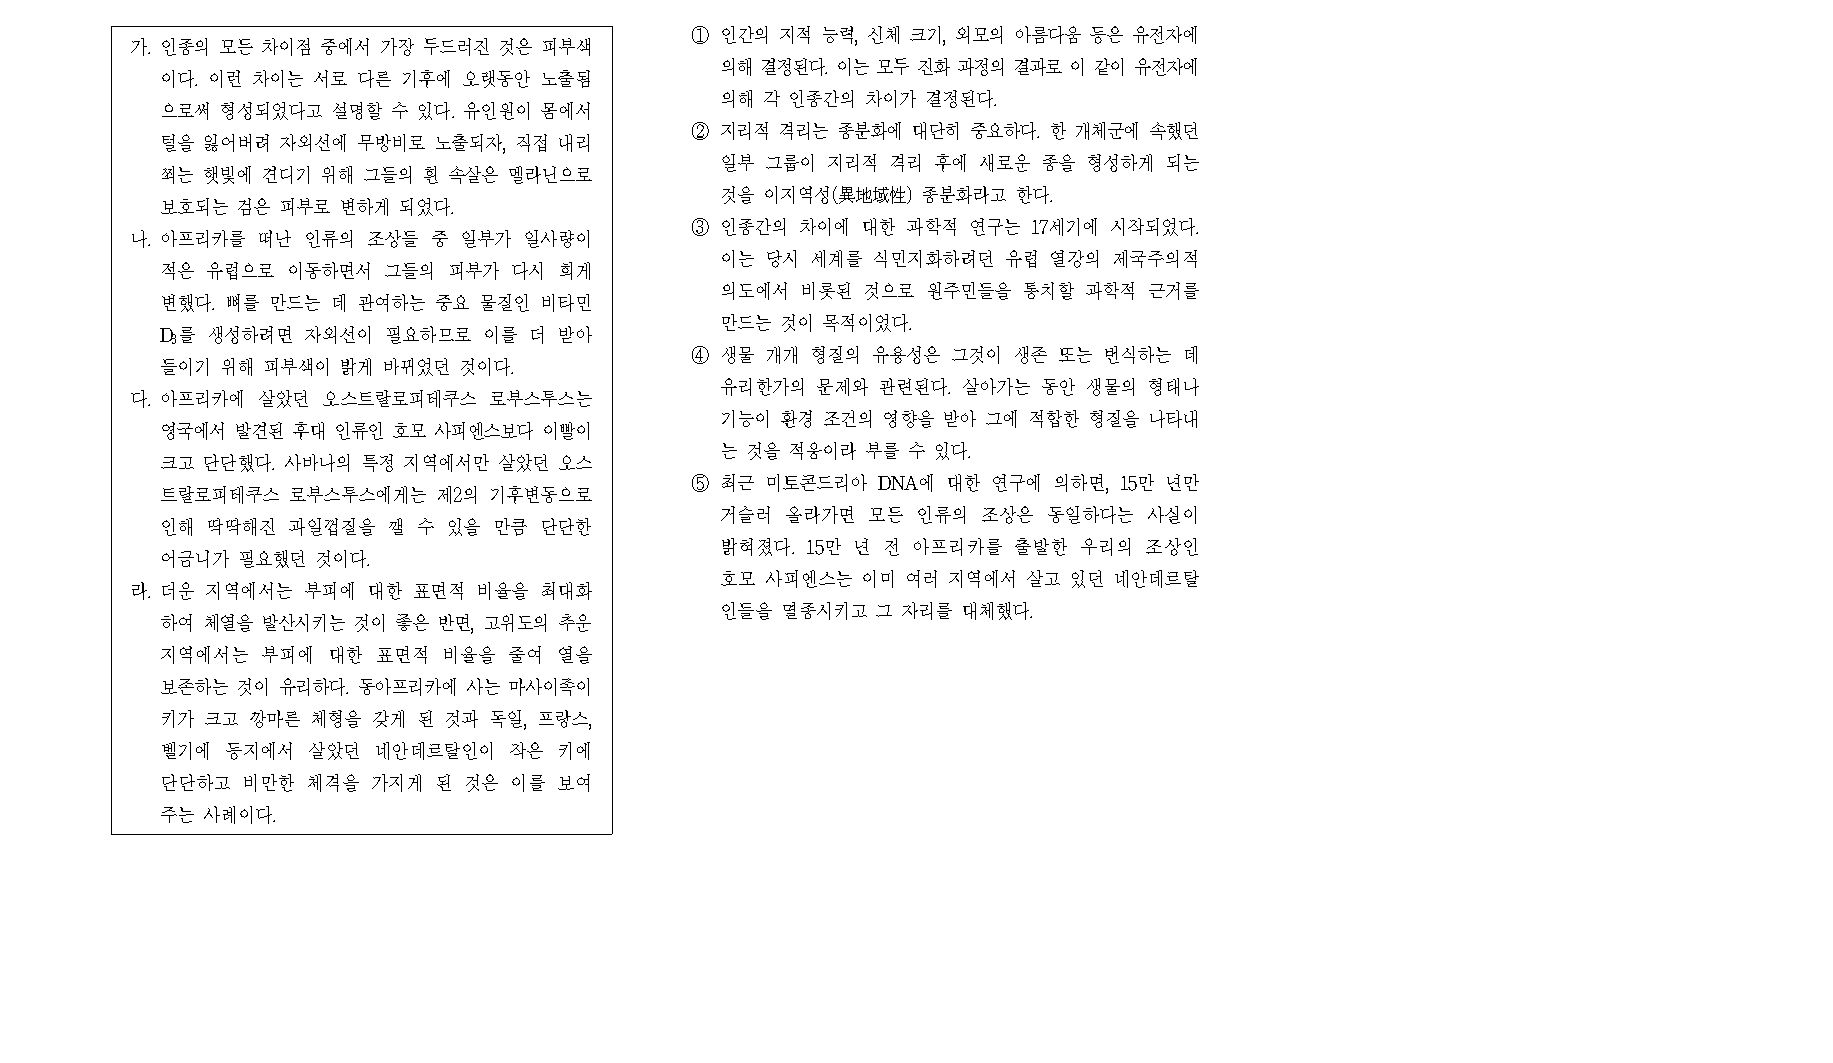 가. 인종의 모든 차이점 중에서 가장 두드러진 것은 피부색
이다. 이런 차이는 서로 다른 기후에 오랫동안 노출됨
으로써 형성되었다고 설명할 수 있다. 유인원이 몸에서
털을 잃어버려 자외선에 무방비로 노출되자, 직접 내리
쬐는 햇빛에 견디기 위해 그들의 흰 속살은 멜라닌으로
보호되는 검은 피부로 변하게 되었다.
나. 아프리카를 떠난 인류의 조상들 중 일부가 일사량이
적은 유럽으로 이동하면서 그들의 피부가 다시 희게
변했다. 뼈를 만드는 데 관여하는 중요 물질인 비타민
D₃를 생성하려면 자외선이 필요하므로 이를 더 받아
들이기 위해 피부색이 밝게 바뀌었던 것이다.
다. 아프리카에 살았던 오스트랄로피테쿠스 로부스투스는
영국에서 발견된 후대 인류인 호모 사피엔스보다 이빨이
크고 단단했다. 사바나의 특정 지역에서만 살았던 오스
트랄로피테쿠스 로부스투스에게는 제2의 기후변동으로
인해 딱딱해진 과일껍질을 깰 수 있을 만큼 단단한
어금니가 필요했던 것이다.
라. 더운 지역에서는 부피에 대한 표면적 비율을 최대화
하여 체열을 발산시키는 것이 좋은 반면, 고위도의 추운
지역에서는 부피에 대한 표면적 비율을 줄여 열을
보존하는 것이 유리하다. 동아프리카에 사는 마사이족이
키가 크고 깡마른 체형을 갖게 된 것과 독일, 프랑스,
벨기에 등지에서 살았던 네안데르탈인이 작은 키에
단단하고 비만한 체격을 가지게 된 것은 이를 보여
주는 사례이다.
① 인간의 지적 능력, 신체 크기, 외모의 아름다움 등은 유전자에
의해 결정된다. 이는 모두 진화 과정의 결과로 이 같이 유전자에
의해 각 인종간의 차이가 결정된다.
② 지리적 격리는 종분화에 대단히 중요하다. 한 개체군에 속했던
일부 그룹이 지리적 격리 후에 새로운 종을 형성하게 되는
것을 이지역성(異地域性) 종분화라고 한다.
③ 인종간의 차이에 대한 과학적 연구는 17세기에 시작되었다.
이는 당시 세계를 식민지화하려던 유럽 열강의 제국주의적
의도에서 비롯된 것으로 원주민들을 통치할 과학적 근거를
만드는 것이 목적이었다.
④ 생물 개개 형질의 유용성은 그것이 생존 또는 번식하는 데
유리한가의 문제와 관련된다. 살아가는 동안 생물의 형태나
기능이 환경 조건의 영향을 받아 그에 적합한 형질을 나타내
는 것을 적응이라 부를 수 있다.
⑤ 최근 미토콘드리아 DNA에 대한 연구에 의하면, 15만 년만
거슬러 올라가면 모든 인류의 조상은 동일하다는 사실이
밝혀졌다. 15만 년 전 아프리카를 출발한 우리의 조상인
호모 사피엔스는 이미 여러 지역에서 살고 있던 네안데르탈
인들을 멸종시키고 그 자리를 대체했다.